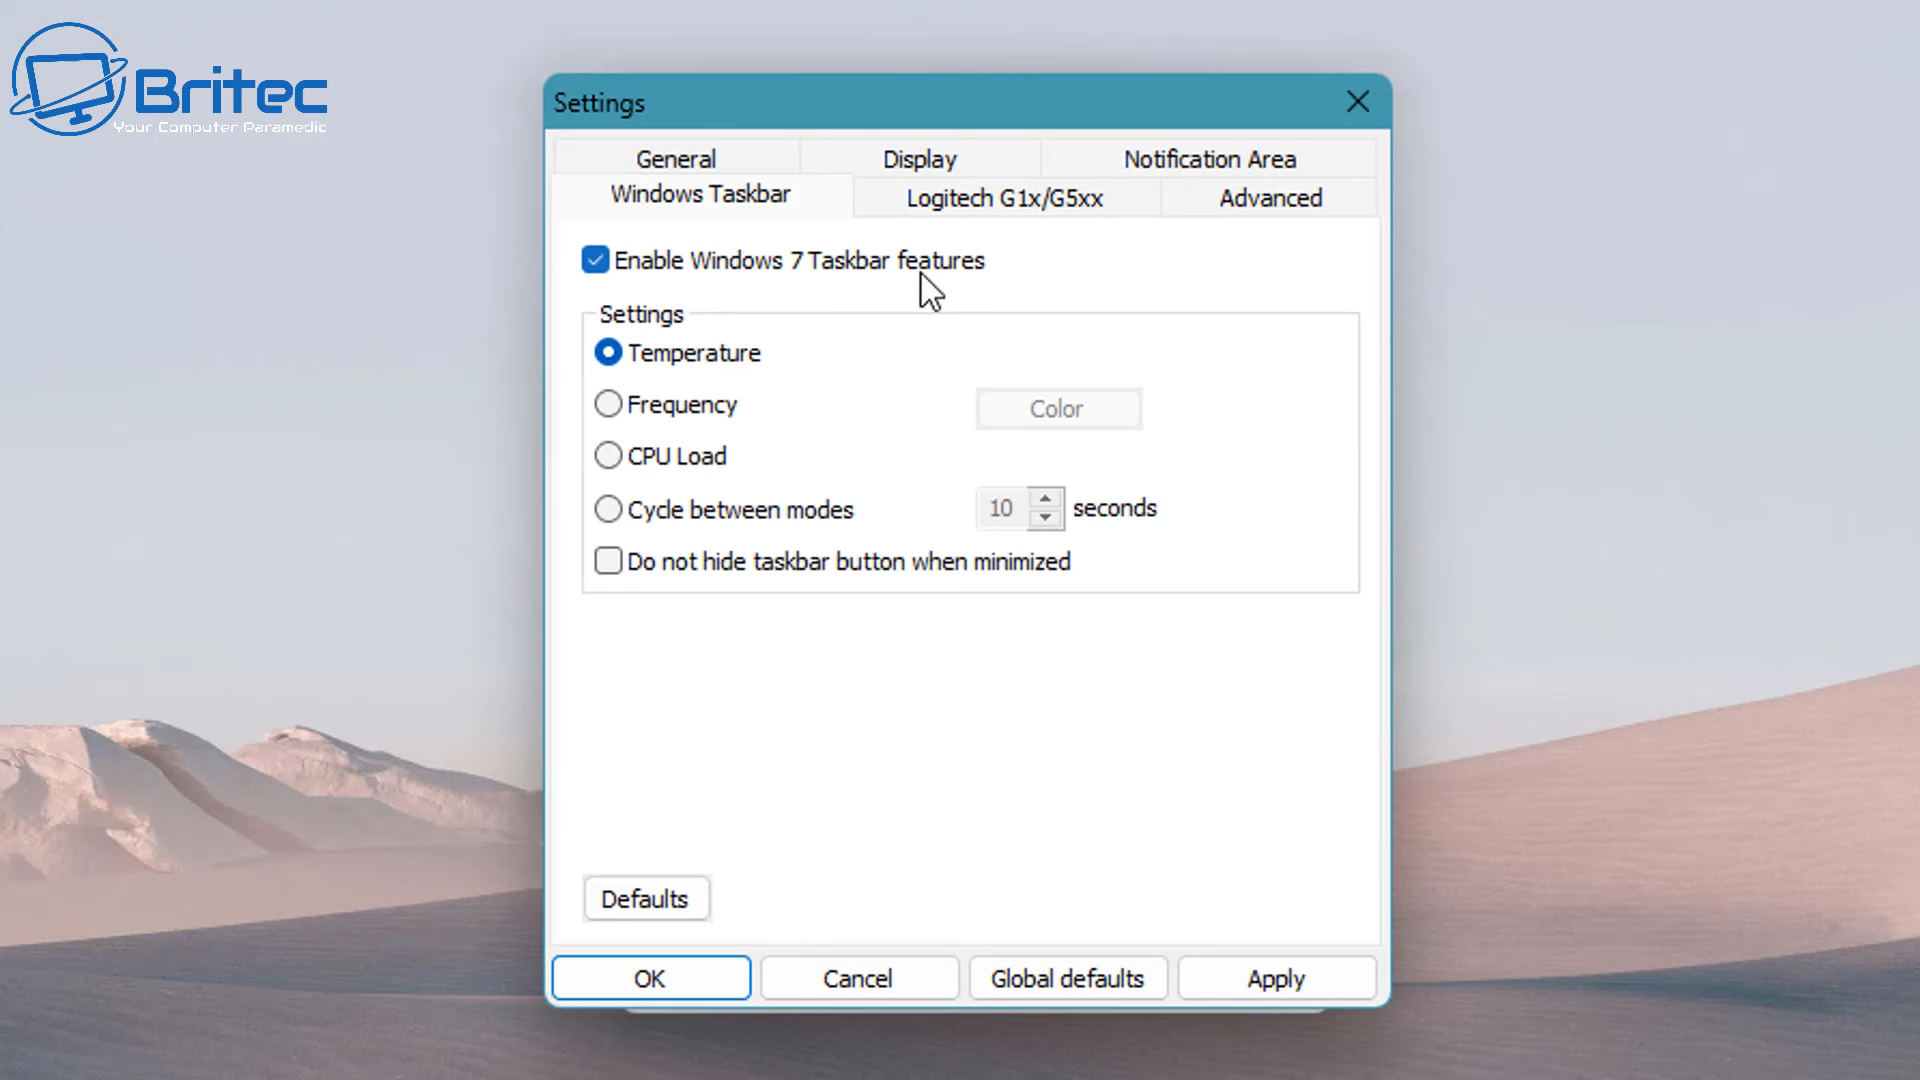 Britec
Your Computer Paramedic
Settings
General
Display
Notification Area
Windows Taskbar
Logitech G1x/G5xx
Advanced
Enable Windows 7 Taskbar features
Settings
Temperature
Frequency
Color
CPU Load
Cycle between modes
10
seconds
Do not hide taskbar button when minimized
Defaults
OK
Cancel
Global defaults
Apply